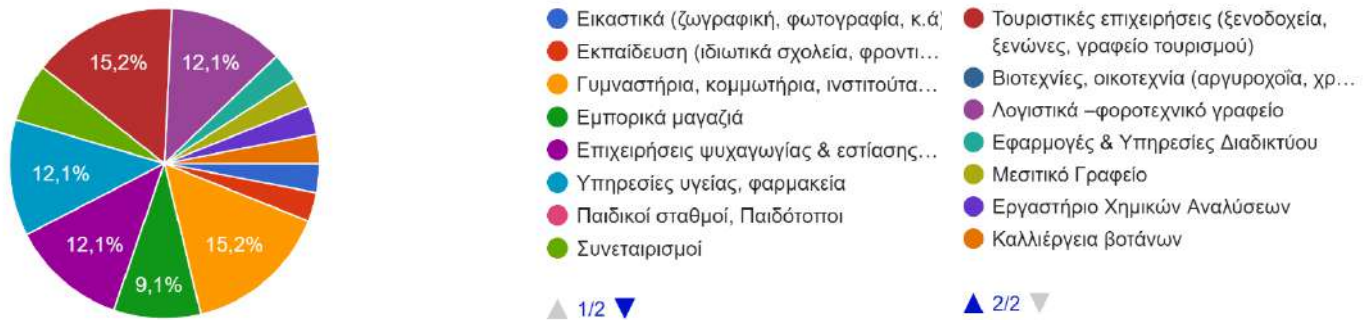 15,2%
12,1%
12,1%
12,1%
9,1%
15,2%
Εικαστικά (ζωγραφική, φωτογραφία, κ.ά)
Εκπαίδευση (ιδιωτικά σχολεία, φροντι…
Γυμναστήρια, κομμωτήρια, ινστιτούτα…
Εμπορικά μαγαζιά
Επιχειρήσεις ψυχαγωγίας & εστίασης…
Υπηρεσίες υγείας, φαρμακεία
Παιδικοί σταθμοί, Παιδότοποι
Συνεταιρισμοί
1/2
Τουριστικές επιχειρήσεις (ξενοδοχεία,
ξενώνες, γραφείο τουρισμού)
Βιοτεχνίες, οικοτεχνία (αργυροχοΐα, χρ…
Λογιστικά –φοροτεχνικό γραφείο
Εφαρμογές & Υπηρεσίες Διαδικτύου
Μεσιτικό Γραφείο
Εργαστήριο Χημικών Αναλύσεων
Καλλιέργεια βοτάνων
2/2